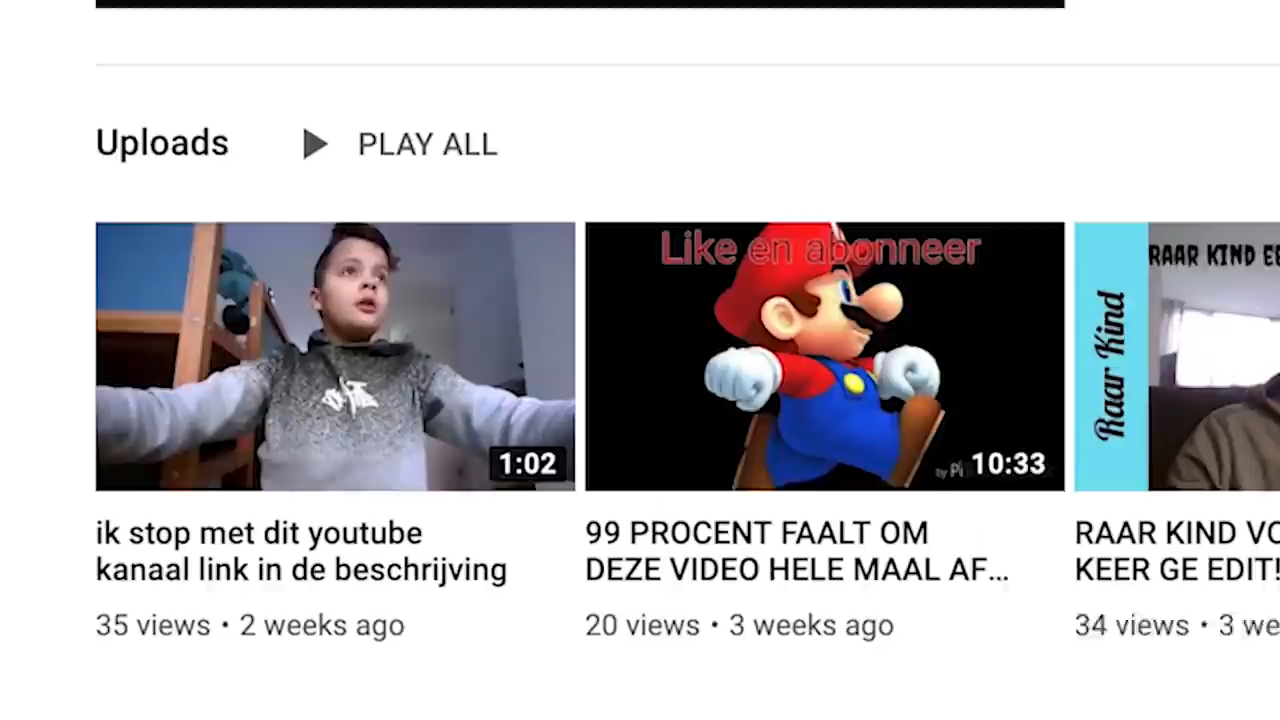 Uploads
PLAY ALL
Like en abonneer
RAAR KIND
Raar Kind
1:02
by Pi
10:33
ik stop met dit youtube
kanaal link in de beschrijving
99 PROCENT FAALT OM
DEZE VIDEO HELE MAAL AF...
RAAR KIND
KEER GE EDIT!
35 views • 2 weeks ago
20 views • 3 weeks ago
34 views • 3